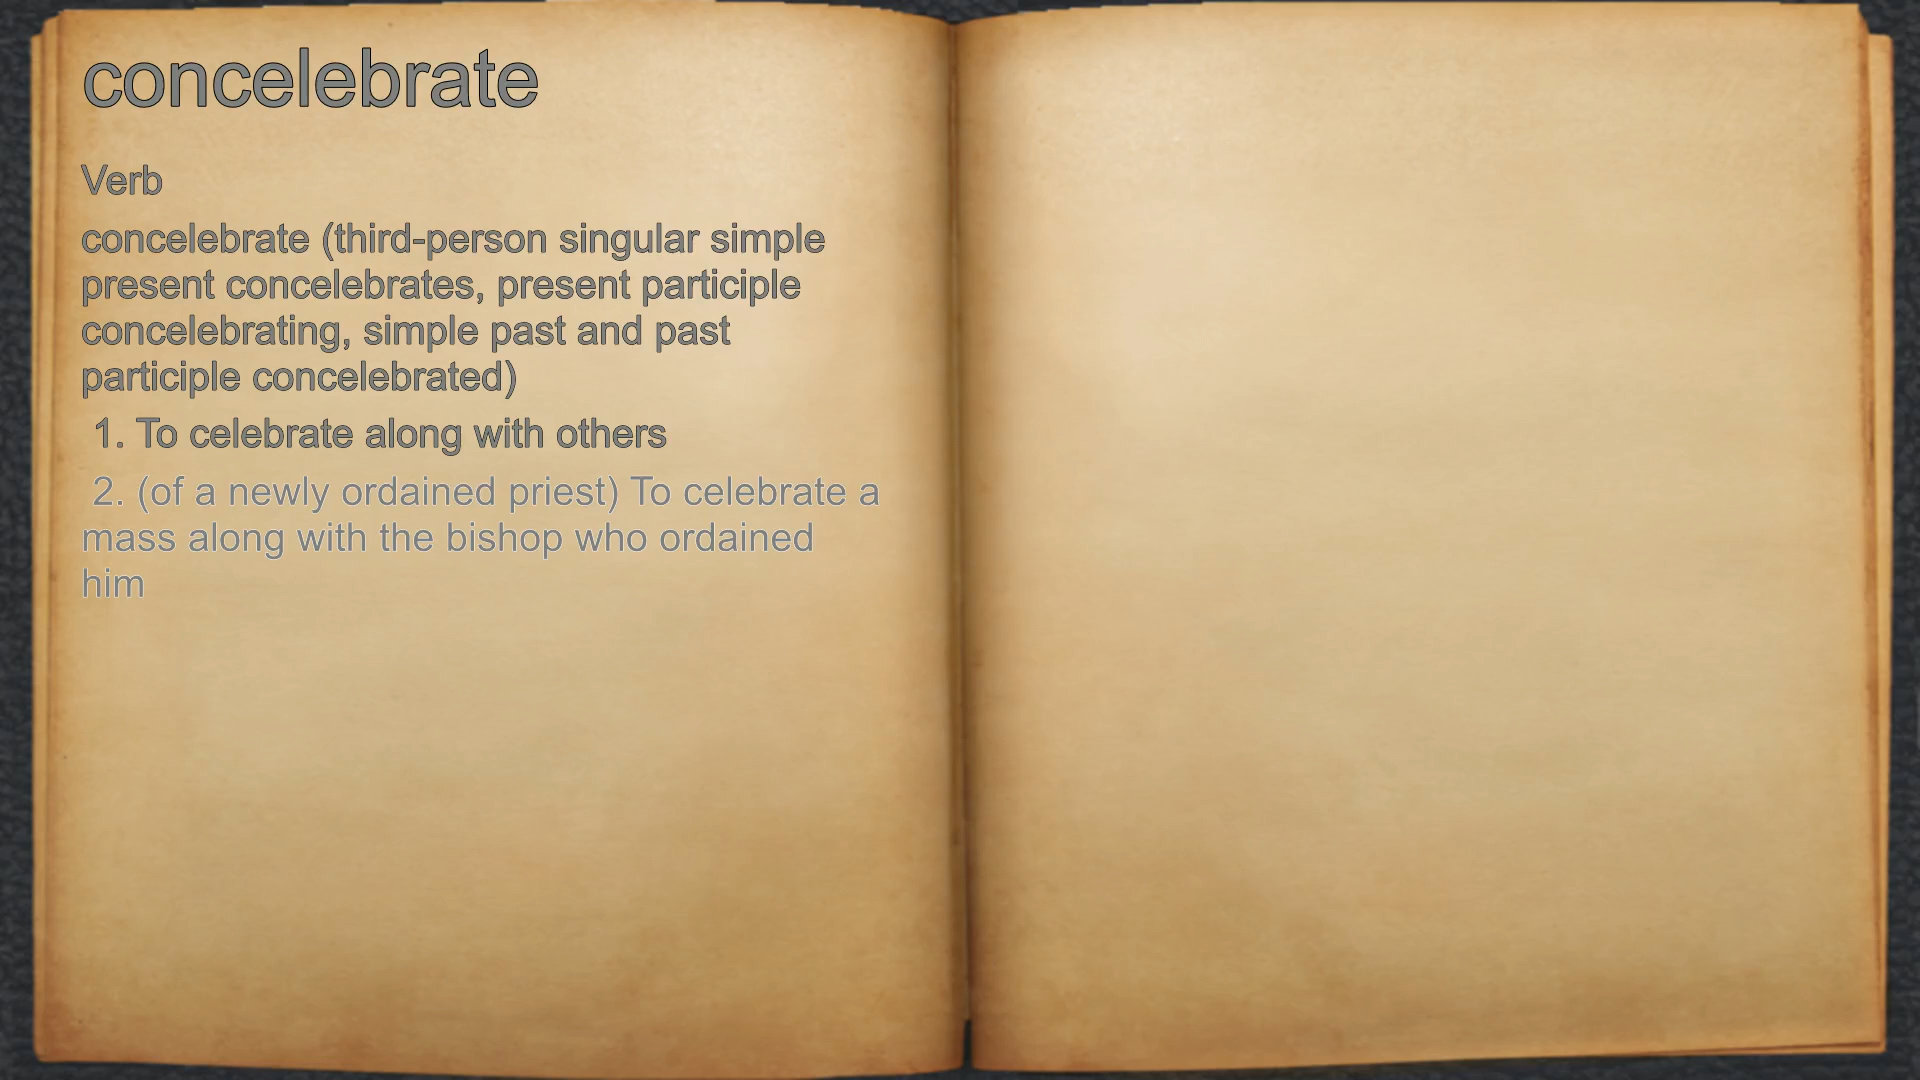 concelebrate
Verb
concelebrate (third-person singular simple
present concelebrates, present participle
concelebrating, simple past and past
participle concelebrated)
1. To celebrate along with others
2. (of a newly ordained priest) To celebrate a
mass along with the bishop who ordained
him